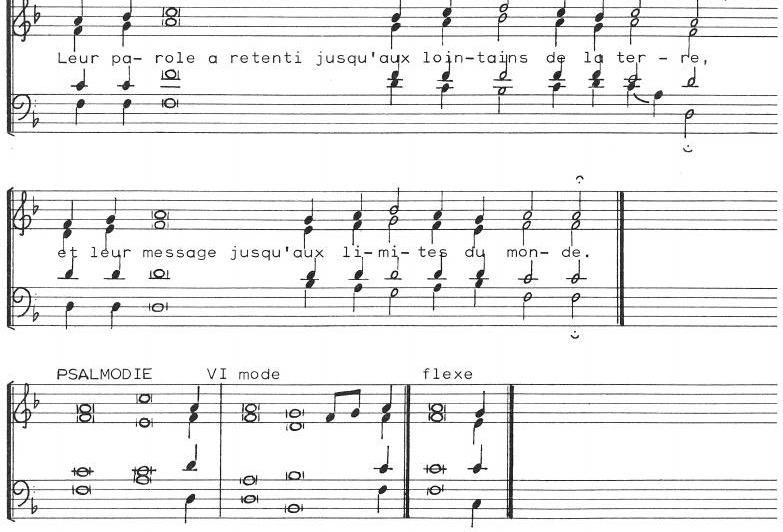 Leur pa- role a retenti jusqu'aux loin-tains de la ter - re,
et leur message jusqu'aux li-mi- tes du mon- de.
PSALMODIE VI mode flexe